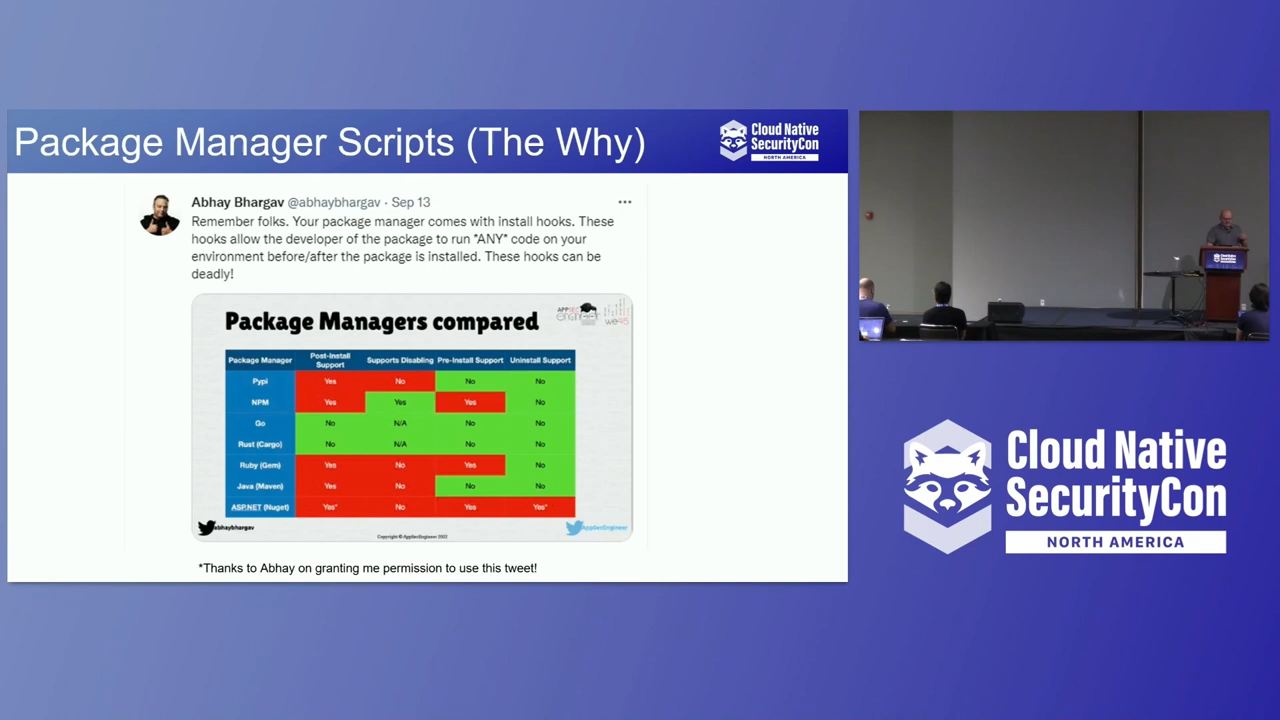 Package Manager Scripts (The Why)
Cloud Native
SecurityCon
NORTH AMERICA
Abhay Bhargav @abhaybhargav · Sep 13
Remember folks. Your package manager comes with install hooks. These
hooks allow the developer of the package to run *ANY* code on your
environment before/after the package is installed. These hooks can be
deadly!
Package Managers compared
Package Manager Post-Install Support Supports Disabling Pre-Install Support Uninstall Support
Pypi Yes No No No
NPM Yes Yes Yes No
Go No N/A No No
Rust (Cargo) No N/A No No
Ruby (Gem) Yes No Yes No
Java (Maven) Yes No No No
ASP.NET (Nuget) Yes* No Yes Yes*
abhaybhargav
Copyright © AppSecEngineer 2022
AppSecEngineer
*Thanks to Abhay on granting me permission to use this tweet!
Cloud Native
SecurityCon
NORTH AMERICA